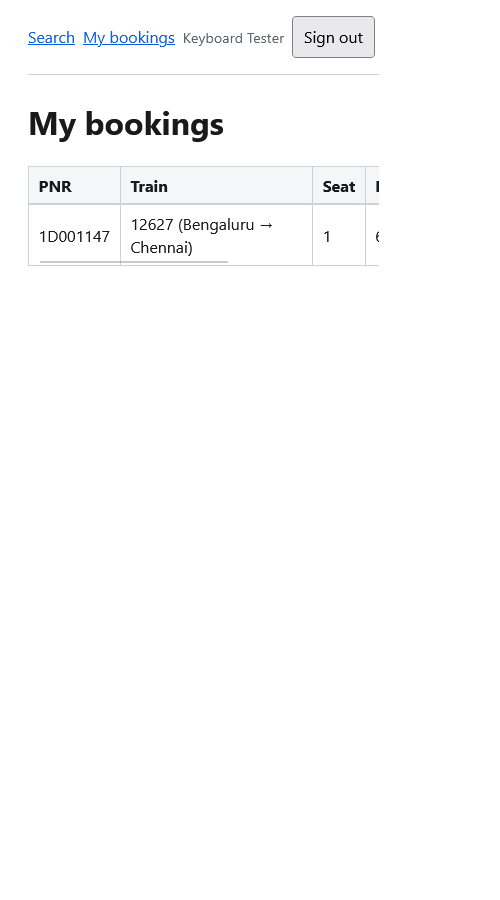 Search My bookings Keyboard Tester Sign out
My bookings
PNR Train Seat
1D001147 12627 (Bengaluru → Chennai) 1